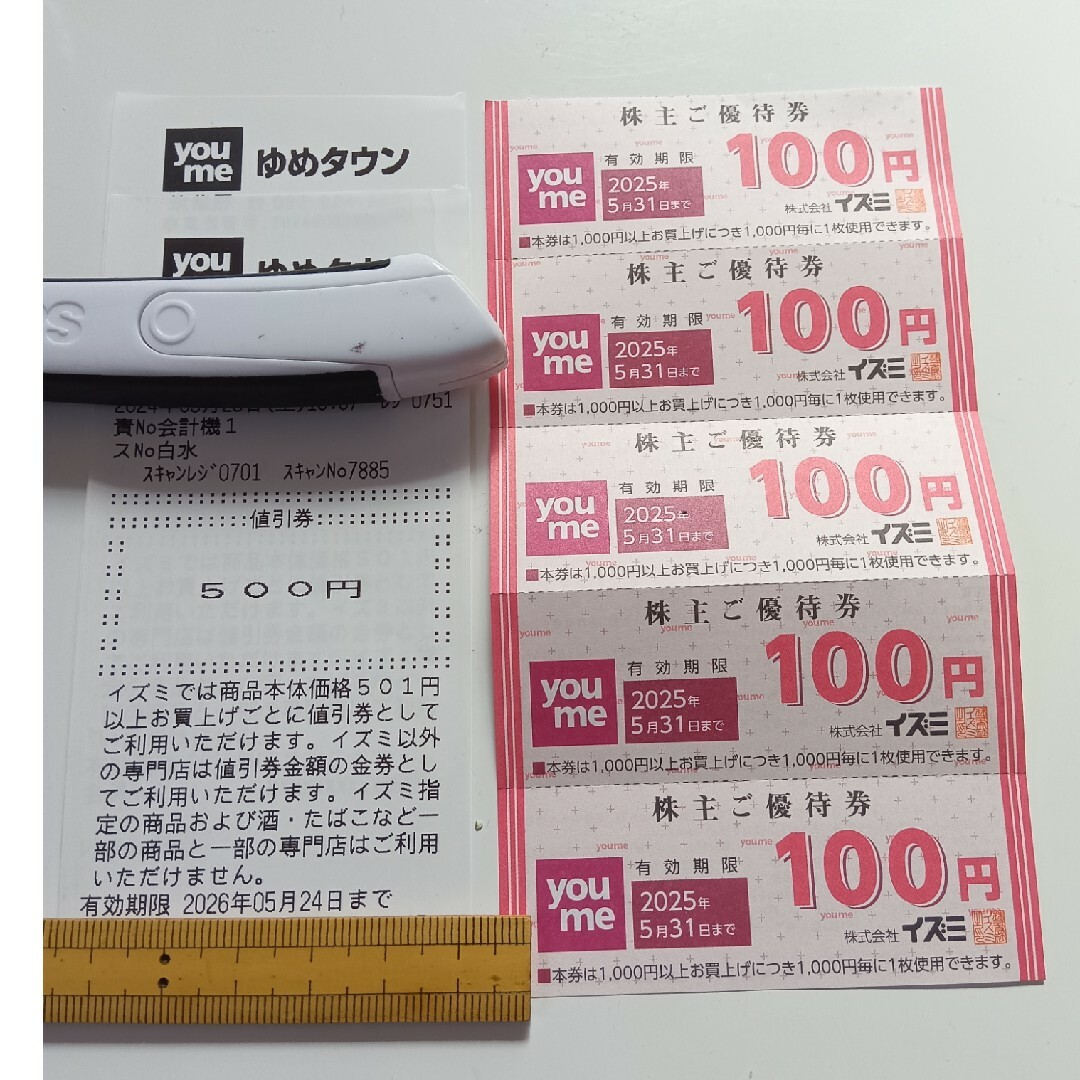 you
me
ゆめタウン
you
S
レジ0751
責No会計機1
スNo白水
スキャンレジ0701 スキャンNo7885
値引券
500円
イズミでは商品本体価格501円
以上お買上げごとに値引券として
ご利用いただけます。イズミ以外
の専門店は値引券金額の金券とし
てご利用いただけます。イズミ指
定の商品および酒・たばこなど一
部の商品と一部の専門店はご利用
いただけません。
有効期限 2026年05月24日まで
株主ご優待券
you
me
有効期限
2025年
5月31日まで
100円
株式会社イズミ
■本券は1,000円以上お買上げにつき1,000円毎に1枚使用できます。
株主ご優待券
you
me
有効期限
2025年
5月31日まで
100円
株式会社イズミ
■本券は1,000円以上お買上げにつき1,000円毎に1枚使用できます。
株主ご優待券
you
me
有効期限
2025年
5月31日まで
100円
株式会社イズミ
■本券は1,000円以上お買上げにつき1,000円毎に1枚使用できます。
株主ご優待券
you
me
有効期限
2025年
5月31日まで
100円
株式会社イズミ
■本券は1,000円以上お買上げにつき1,000円毎に1枚使用できます。
株主ご優待券
you
me
有効期限
2025年
5月31日まで
100円
株式会社イズミ
■本券は1,000円以上お買上げにつき1,000円毎に1枚使用できます。